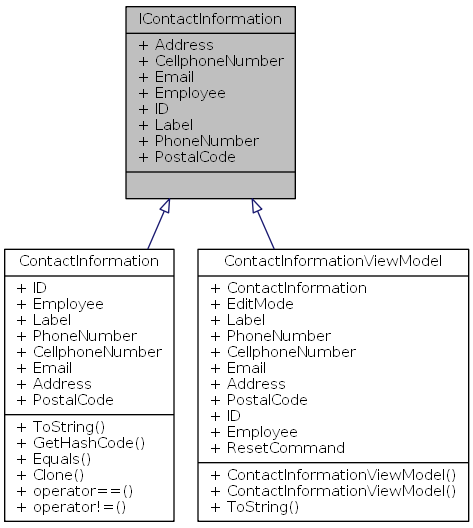 IContactInformation
+ Address
+ CellphoneNumber
+ Email
+ Employee
+ ID
+ Label
+ PhoneNumber
+ PostalCode
ContactInformation
+ ID
+ Employee
+ Label
+ PhoneNumber
+ CellphoneNumber
+ Email
+ Address
+ PostalCode
+ ToString()
+ GetHashCode()
+ Equals()
+ Clone()
+ operator==()
+ operator!=()
ContactInformationViewModel
+ ContactInformation
+ EditMode
+ Label
+ PhoneNumber
+ CellphoneNumber
+ Email
+ Address
+ PostalCode
+ ID
+ Employee
+ ResetCommand
+ ContactInformationViewModel()
+ ContactInformationViewModel()
+ ToString()